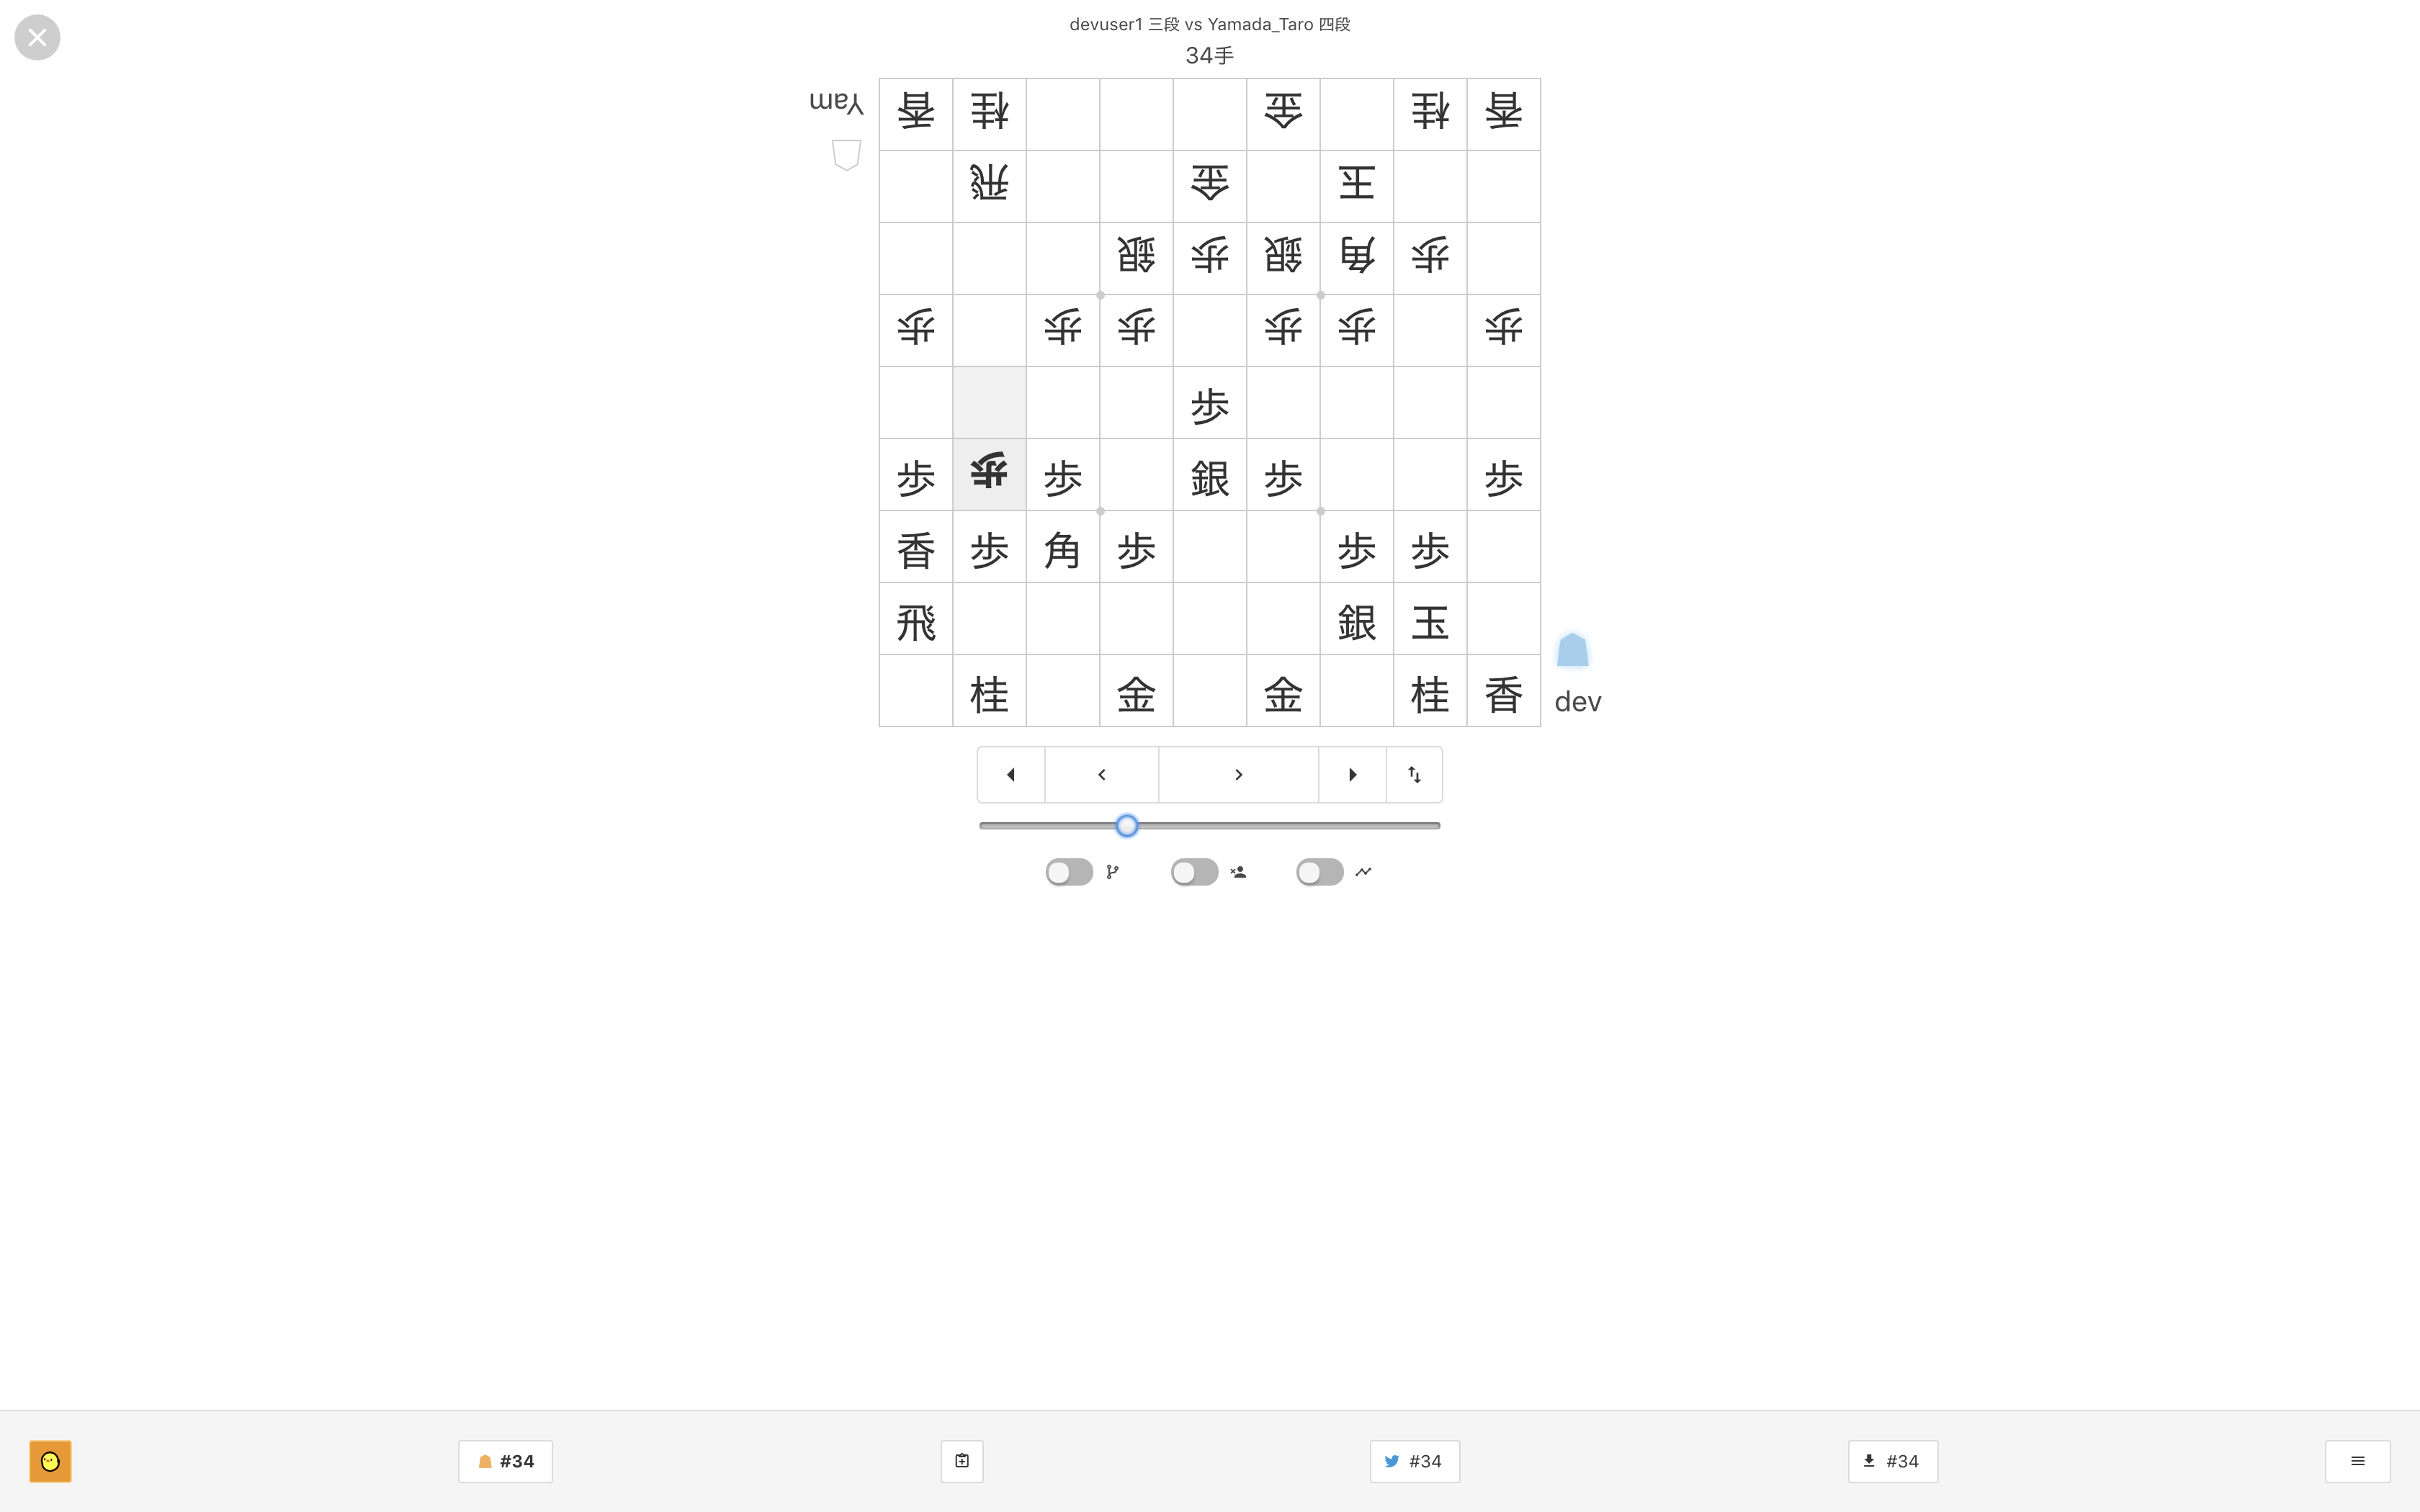 devuser1 三段 vs Yamada_Taro 四段
34手
Yam
香 桂 金 桂 香
飛 金 王
銀 歩 銀 角 歩
歩 歩 歩 歩 歩 歩
歩
歩 歩 歩 銀 歩 歩
香 歩 角 歩 歩 歩
飛 銀 玉
桂 金 金 桂 香
dev
#34
#34
#34